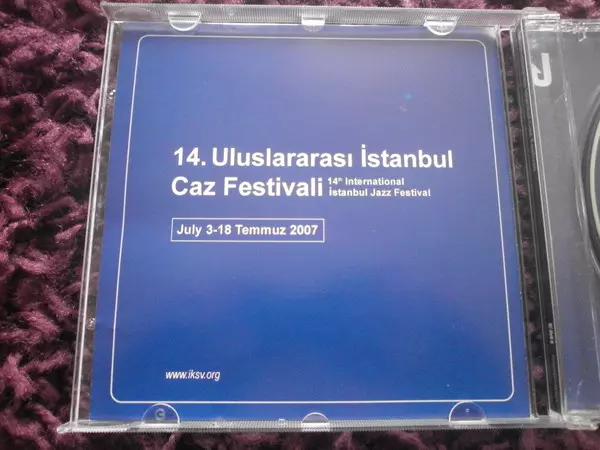 14. Uluslararası İstanbul
Caz Festivali 14th International
İstanbul Jazz Festival
July 3-18 Temmuz 2007
www.iksv.org